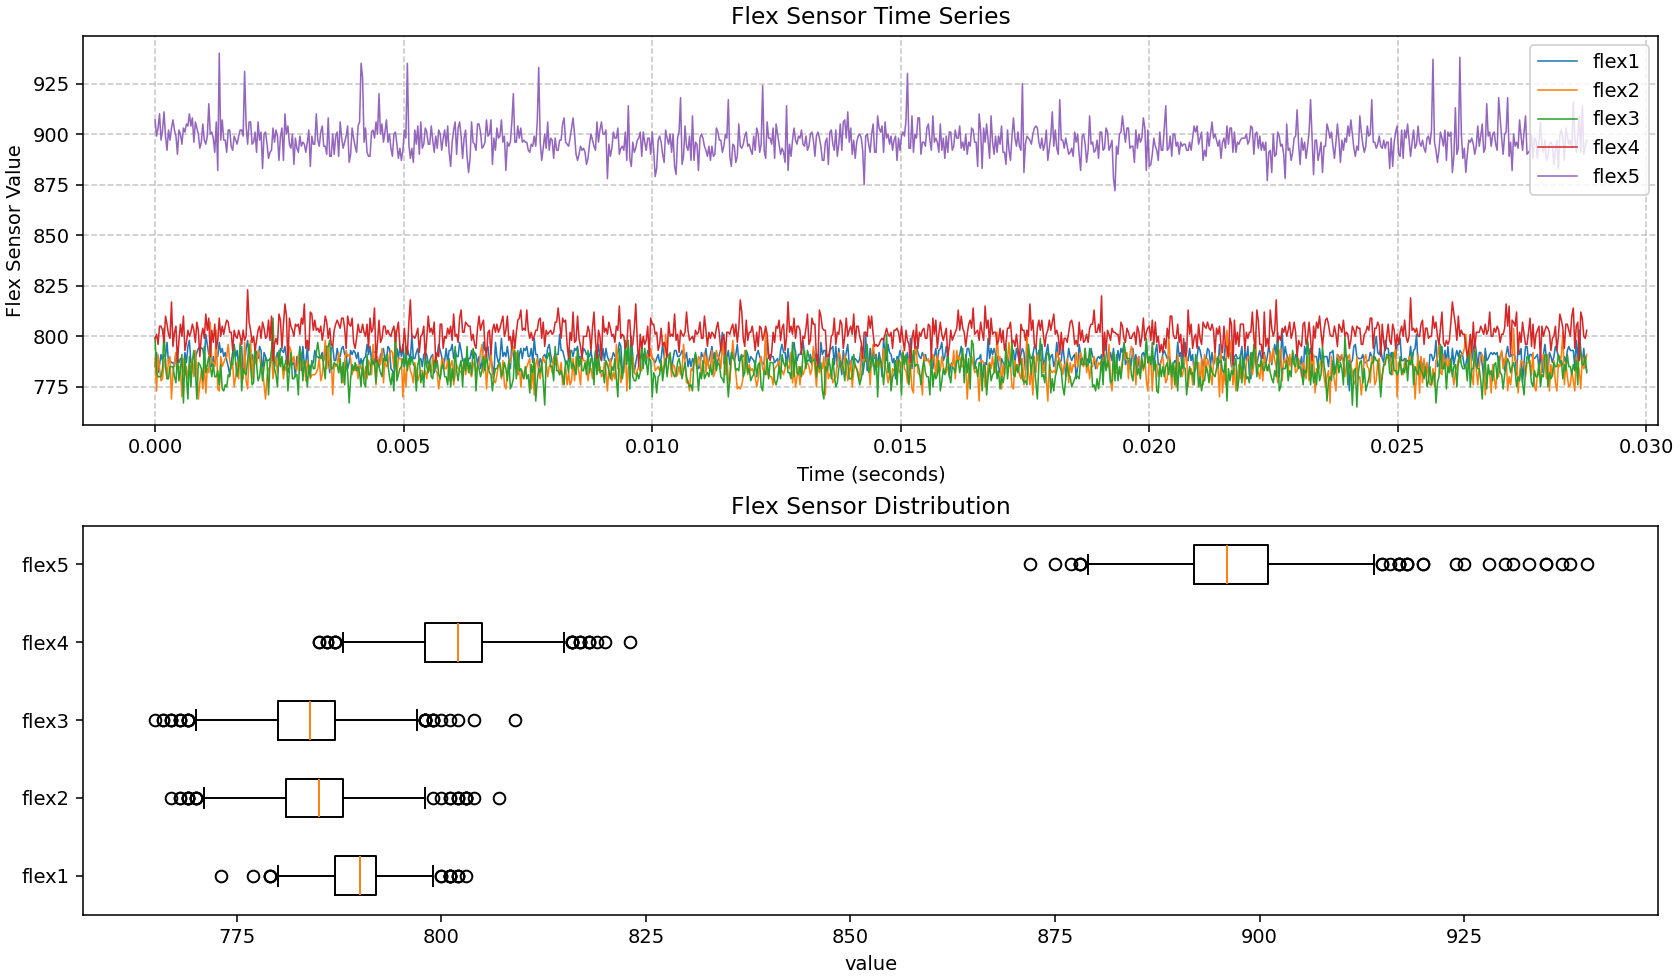 Flex Sensor Time Series
Flex Sensor Value
925
900
875
850
825
800
775
flex1
flex2
flex3
flex4
flex5
0.000 0.005 0.010 0.015 0.020 0.025 0.030
Time (seconds)
Flex Sensor Distribution
flex5
flex4
flex3
flex2
flex1
775 800 825 850 875 900 925
value